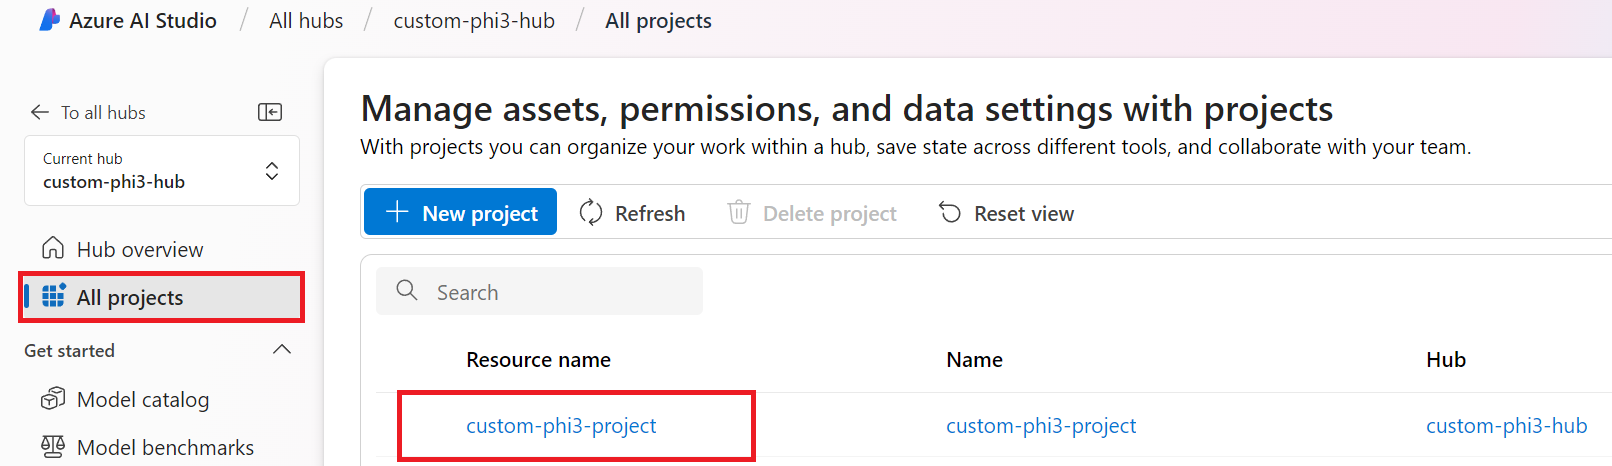 Azure AI Studio / All hubs / custom-phi3-hub / All projects
To all hubs
Current hub
custom-phi3-hub
Hub overview
All projects
Get started
Model catalog
Model benchmarks
Manage assets, permissions, and data settings with projects
With projects you can organize your work within a hub, save state across different tools, and collaborate with your team.
New project Refresh Delete project Reset view
Search
Resource name Name Hub
custom-phi3-project custom-phi3-project custom-phi3-hub